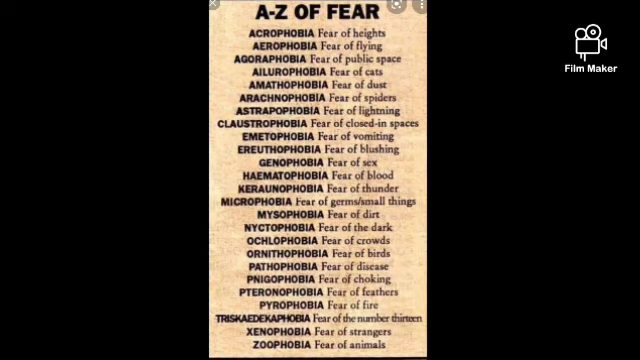 A-Z OF FEAR
ACROPHOBIA Fear of heights
AEROPHOBIA Fear of flying
AGORAPHOBIA Fear of public space
AILUROPHOBIA Fear of cats
AMATHOPHOBIA Fear of dust
ARACHNOPHOBIA Fear of spiders
ASTRAPOPHOBIA Fear of lightning
CLAUSTROPHOBIA Fear of closed-in spaces
EMETOPHOBIA Fear of vomiting
EREUTHOPHOBIA Fear of blushing
GENOPHOBIA Fear of sex
HAEMATOPHOBIA Fear of blood
KERAUNOPHOBIA Fear of thunder
MICROPHOBIA Fear of germs/small things
MYSOPHOBIA Fear of dirt
NYCTOPHOBIA Fear of the dark
OCHLOPHOBIA Fear of crowds
ORNITHOPHOBIA Fear of birds
PATHOPHOBIA Fear of disease
PNIGOPHOBIA Fear of choking
PTERONOPHOBIA Fear of feathers
PYROPHOBIA Fear of fire
TRISKAEDEKAPHOBIA Fear of the number thirteen
XENOPHOBIA Fear of strangers
ZOOPHOBIA Fear of animals
Film Maker